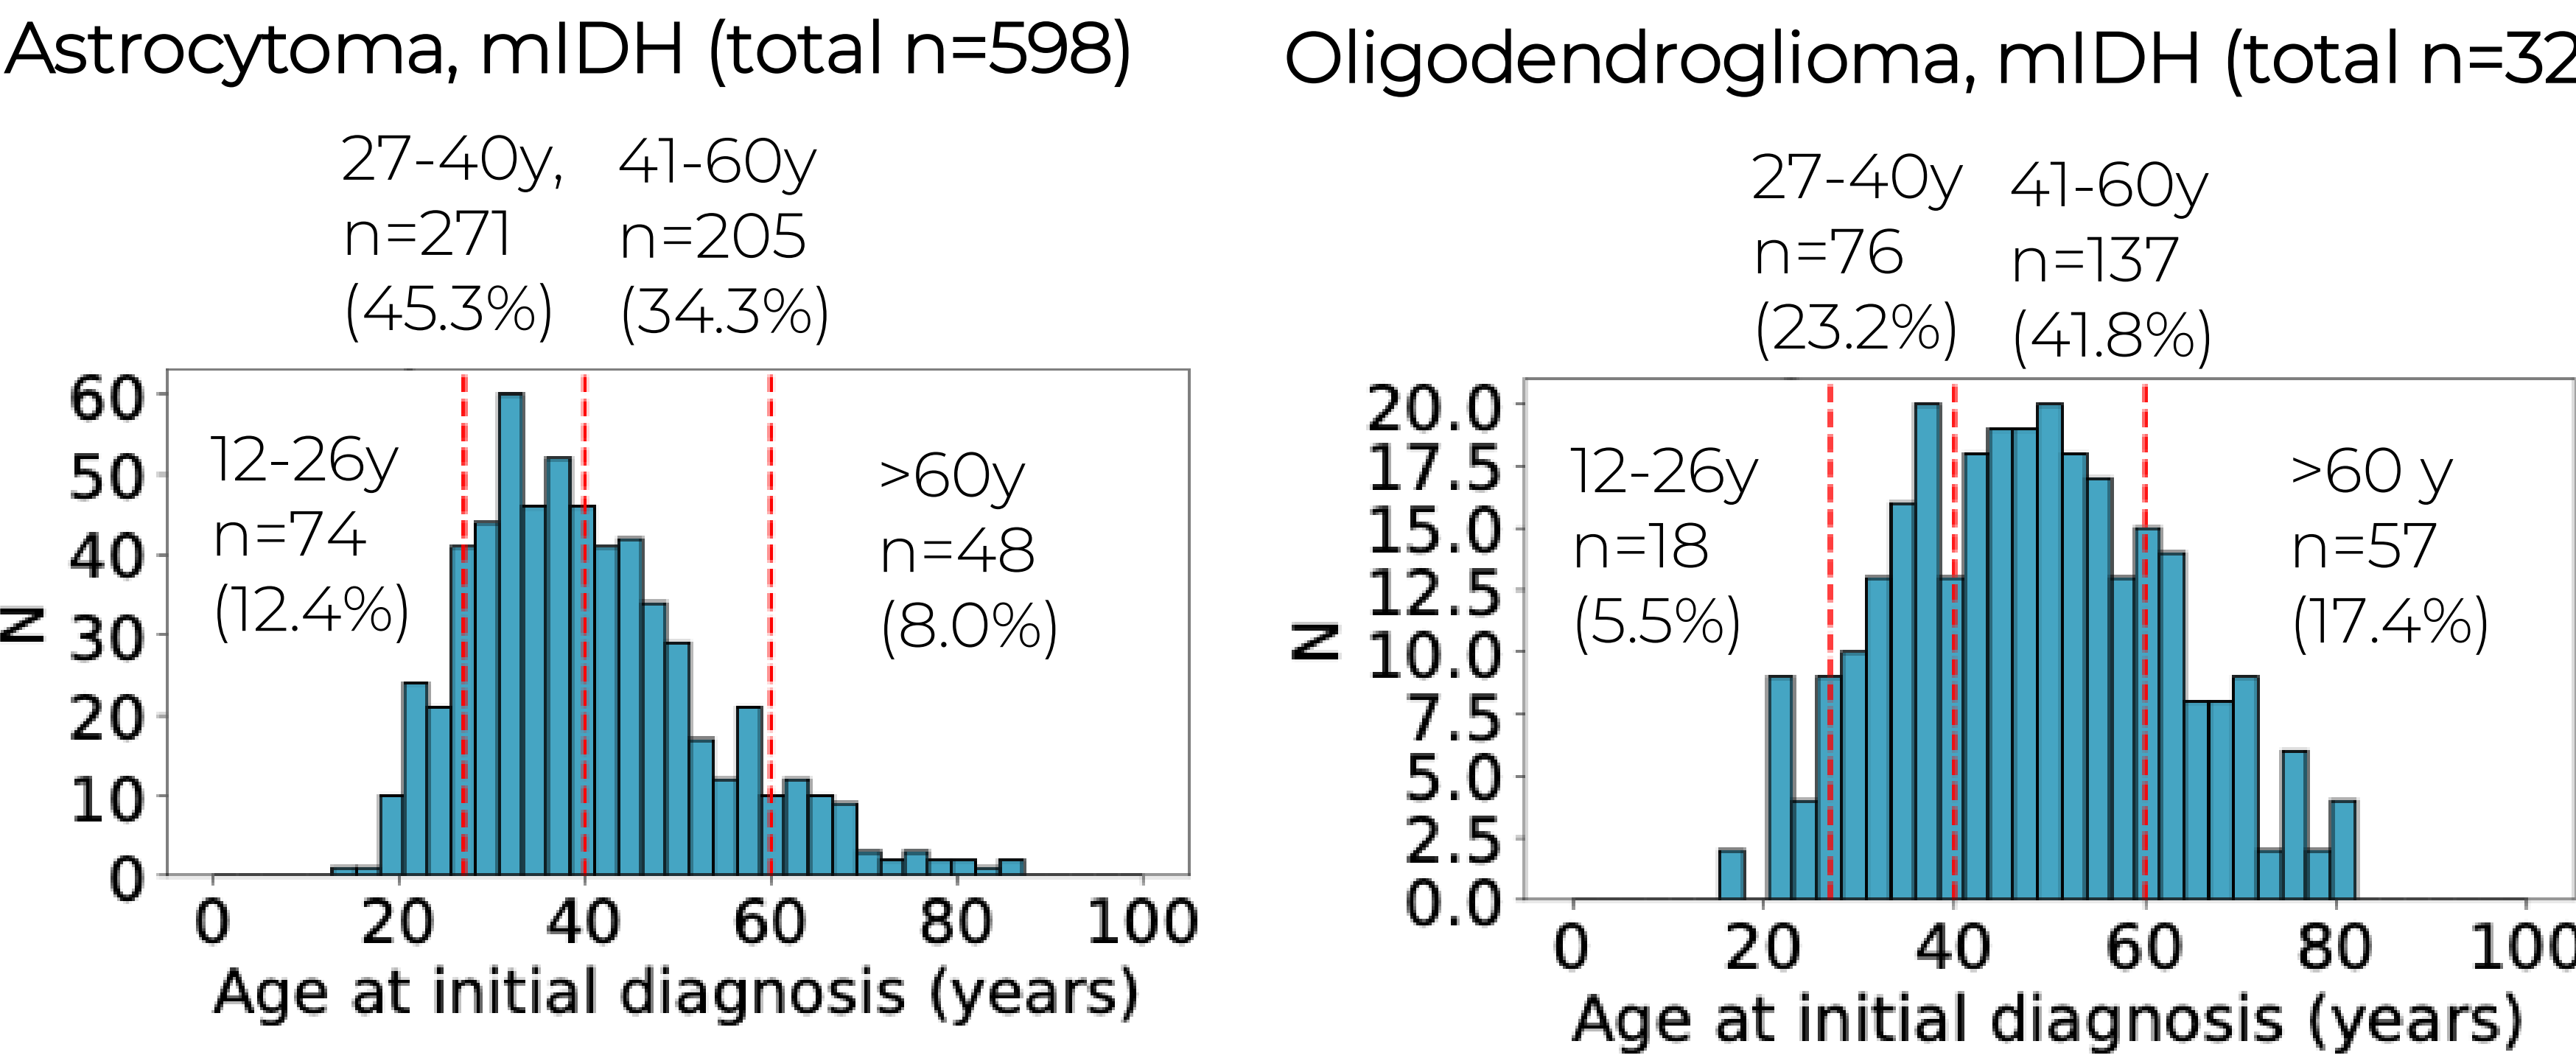 Astrocytoma, mIDH (total n=598)
27-40y,
n=271
(45.3%)
41-60y
n=205
(34.3%)
12-26y
n=74
(12.4%)
>60y
n=48
(8.0%)
60
50
40
30
20
10
0
N
0 20 40 60 80 100
Age at initial diagnosis (years)
Oligodendroglioma, mIDH (total n=32
27-40y
n=76
(23.2%)
41-60y
n=137
(41.8%)
12-26y
n=18
(5.5%)
>60 y
n=57
(17.4%)
20.0
17.5
15.0
12.5
10.0
7.5
5.0
2.5
0.0
N
0 20 40 60 80 100
Age at initial diagnosis (years)